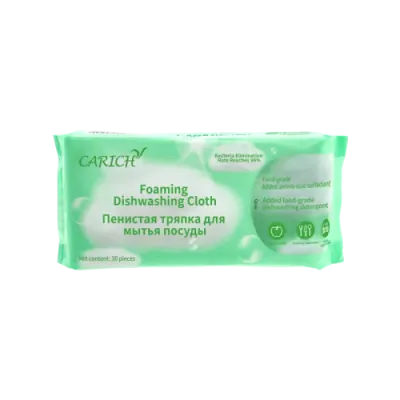 CARICH
Bacteria Elimination
Rate Reaches 99%
Foaming
Dishwashing Cloth
Пенистая тряпка для
мытья посуды
Food-grade
amino acid surfactant
Added food-grade
dishwashing detergent
Net content: 30 pieces